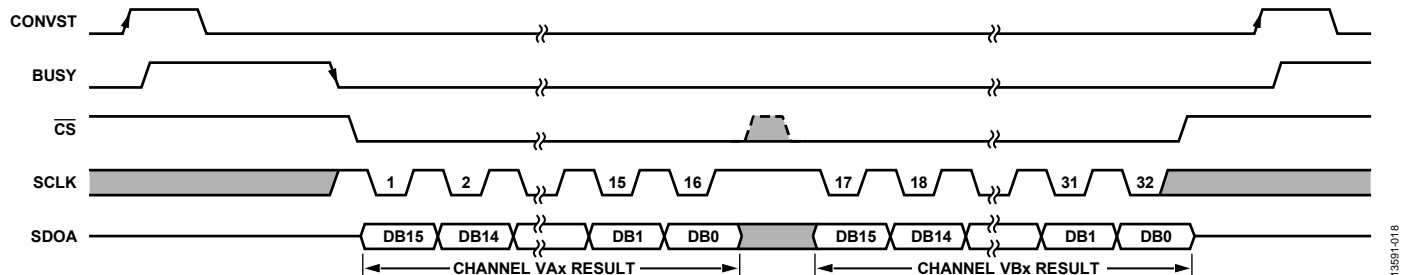 CONVST
BUSY
CS
SCLK 1 2 15 16 17 18 31 32
SDOA DB15 DB14 DB1 DB0 DB15 DB14 DB1 DB0
CHANNEL VAx RESULT CHANNEL VBx RESULT
13591-018